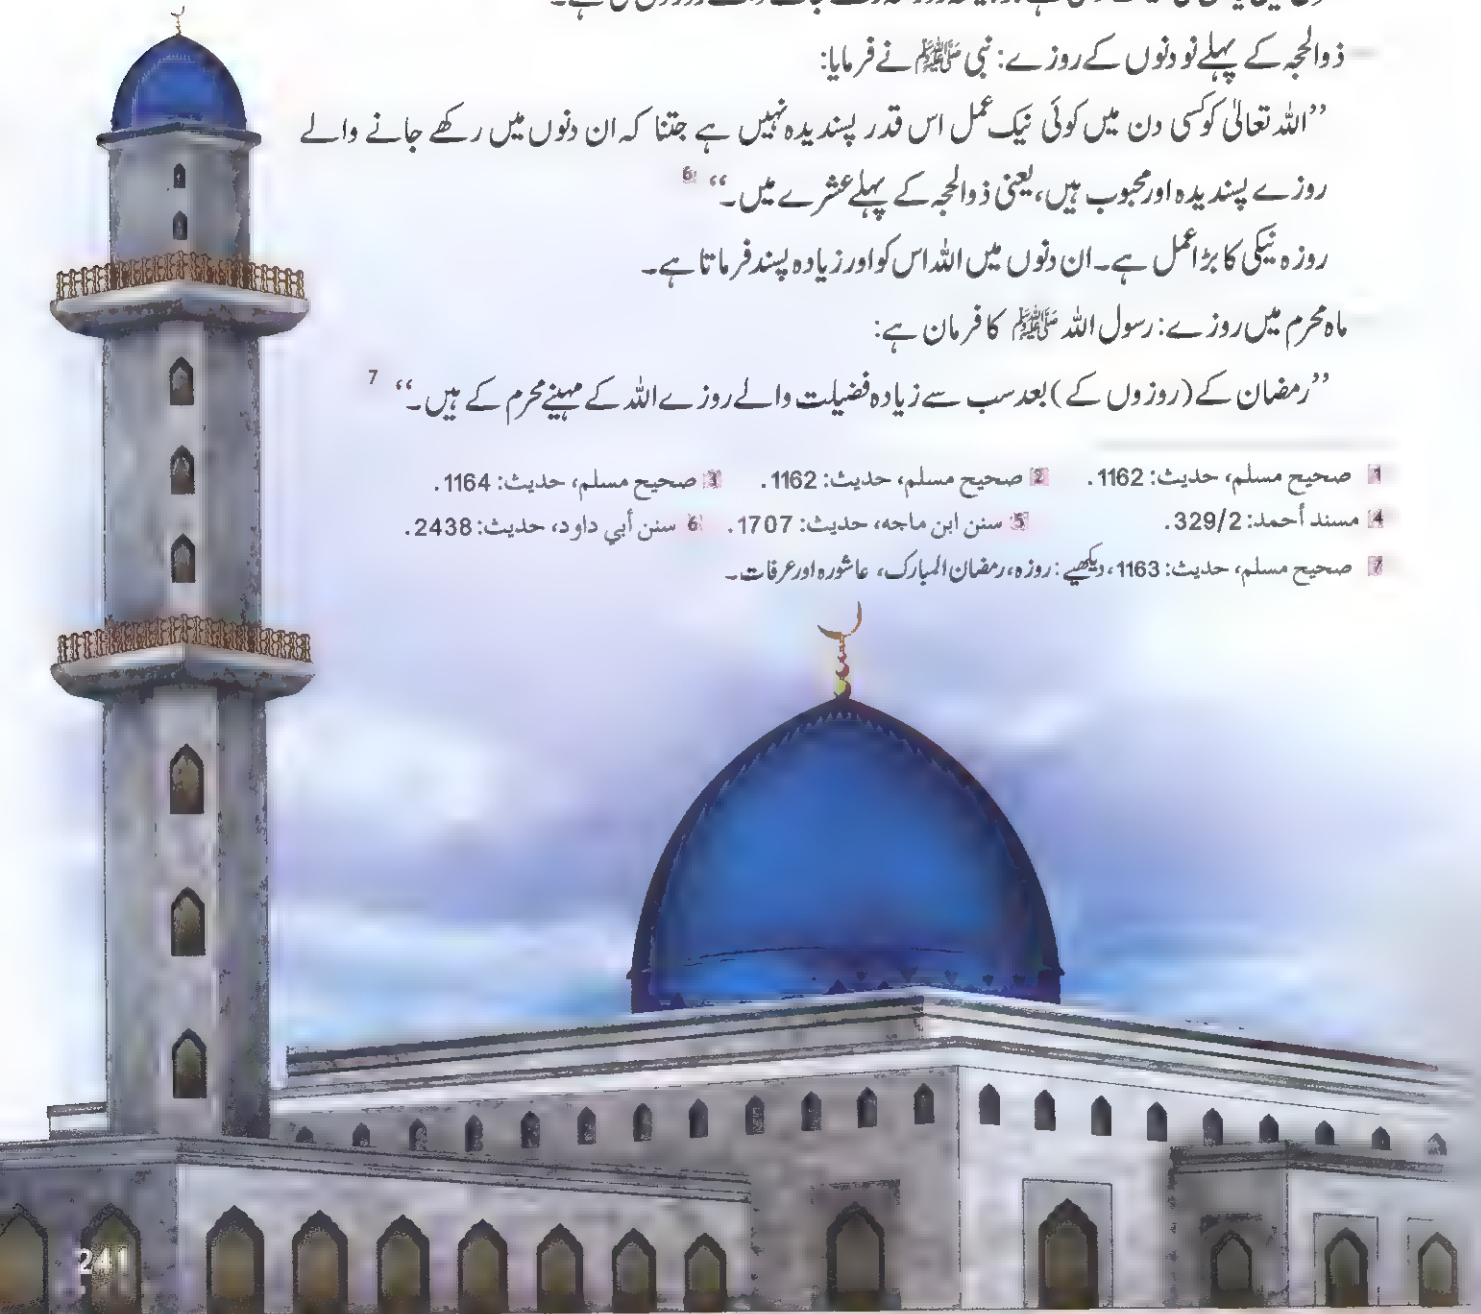 ذوالحجہ کے پہلے نو دنوں کے روزے: نبی ﷺ نے فرمایا:
’’اللہ تعالیٰ کو کسی دن میں کوئی نیک عمل اس قدر پسندیدہ نہیں ہے جتنا کہ ان دنوں میں رکھے جانے والے
روزے پسندیدہ اور محبوب ہیں، یعنی ذوالحجہ کے پہلے عشرے میں۔‘‘ 6
روزہ نیکی کا بڑا عمل ہے۔ ان دنوں میں اللہ اس کو اور زیادہ پسند فرماتا ہے۔
ماہ محرم میں روزے: رسول اللہ ﷺ کا فرمان ہے:
’’رمضان کے (روزوں کے) بعد سب سے زیادہ فضیلت والے روزے اللہ کے مہینے محرم کے ہیں۔‘‘ 7
1 صحيح مسلم، حديث: 1162. 2 صحيح مسلم، حديث: 1162. 3 صحيح مسلم، حديث: 1164.
4 مسند أحمد: 329/2. 5 سنن ابن ماجه، حديث: 1707. 6 سنن أبي داود، حديث: 2438.
7 صحيح مسلم، حديث: 1163، دیکھیے: روزہ، رمضان المبارک، عاشورہ اور عرفات۔
241